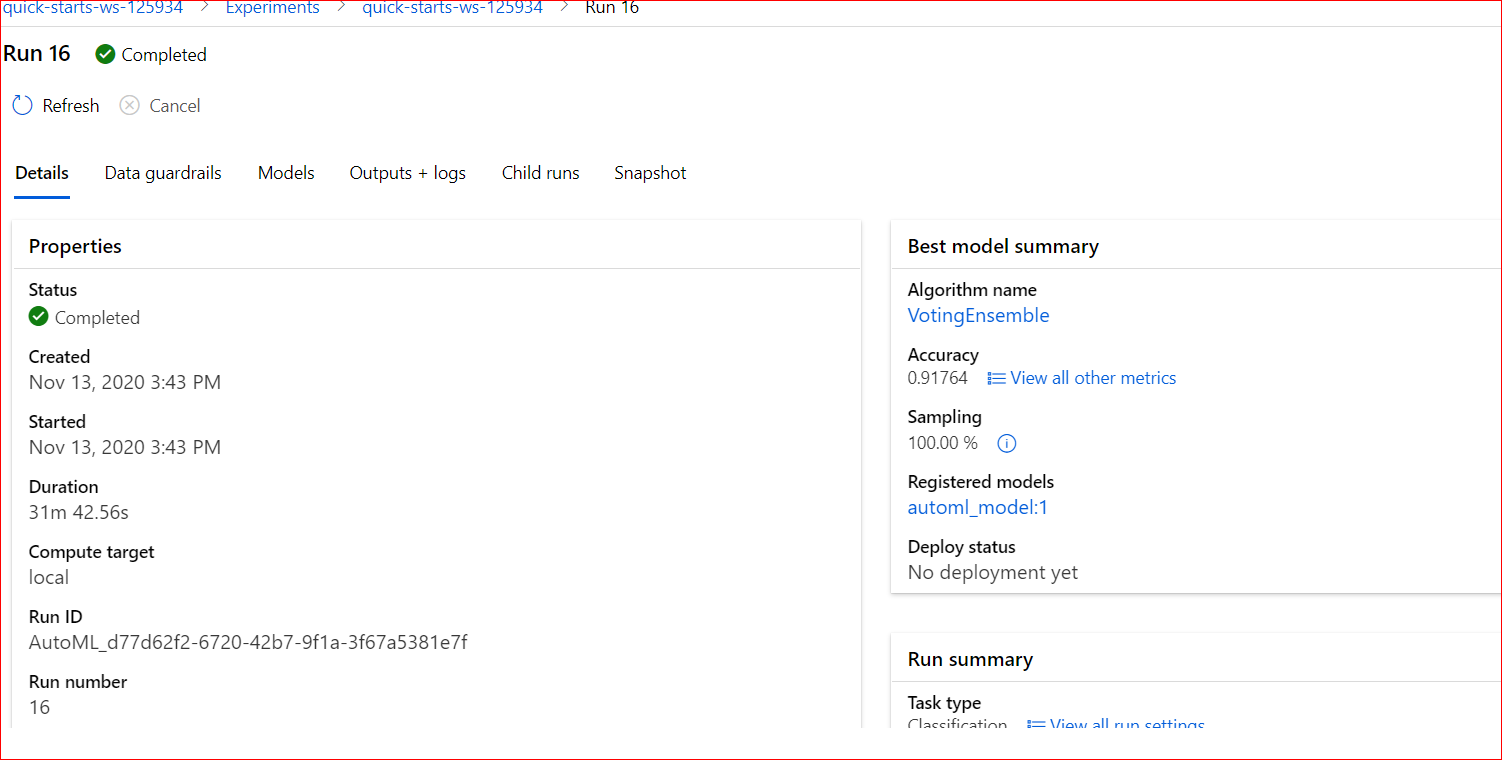 quick-starts-ws-125934 > Experiments > quick-starts-ws-125934 > Run 16
Run 16 Completed
Refresh Cancel
Details Data guardrails Models Outputs + logs Child runs Snapshot
Properties
Status
Completed
Created
Nov 13, 2020 3:43 PM
Started
Nov 13, 2020 3:43 PM
Duration
31m 42.56s
Compute target
local
Run ID
AutoML_d77d62f2-6720-42b7-9f1a-3f67a5381e7f
Run number
16
Best model summary
Algorithm name
VotingEnsemble
Accuracy
0.91764 View all other metrics
Sampling
100.00 %
Registered models
automl_model:1
Deploy status
No deployment yet
Run summary
Task type
Classification View all run settings